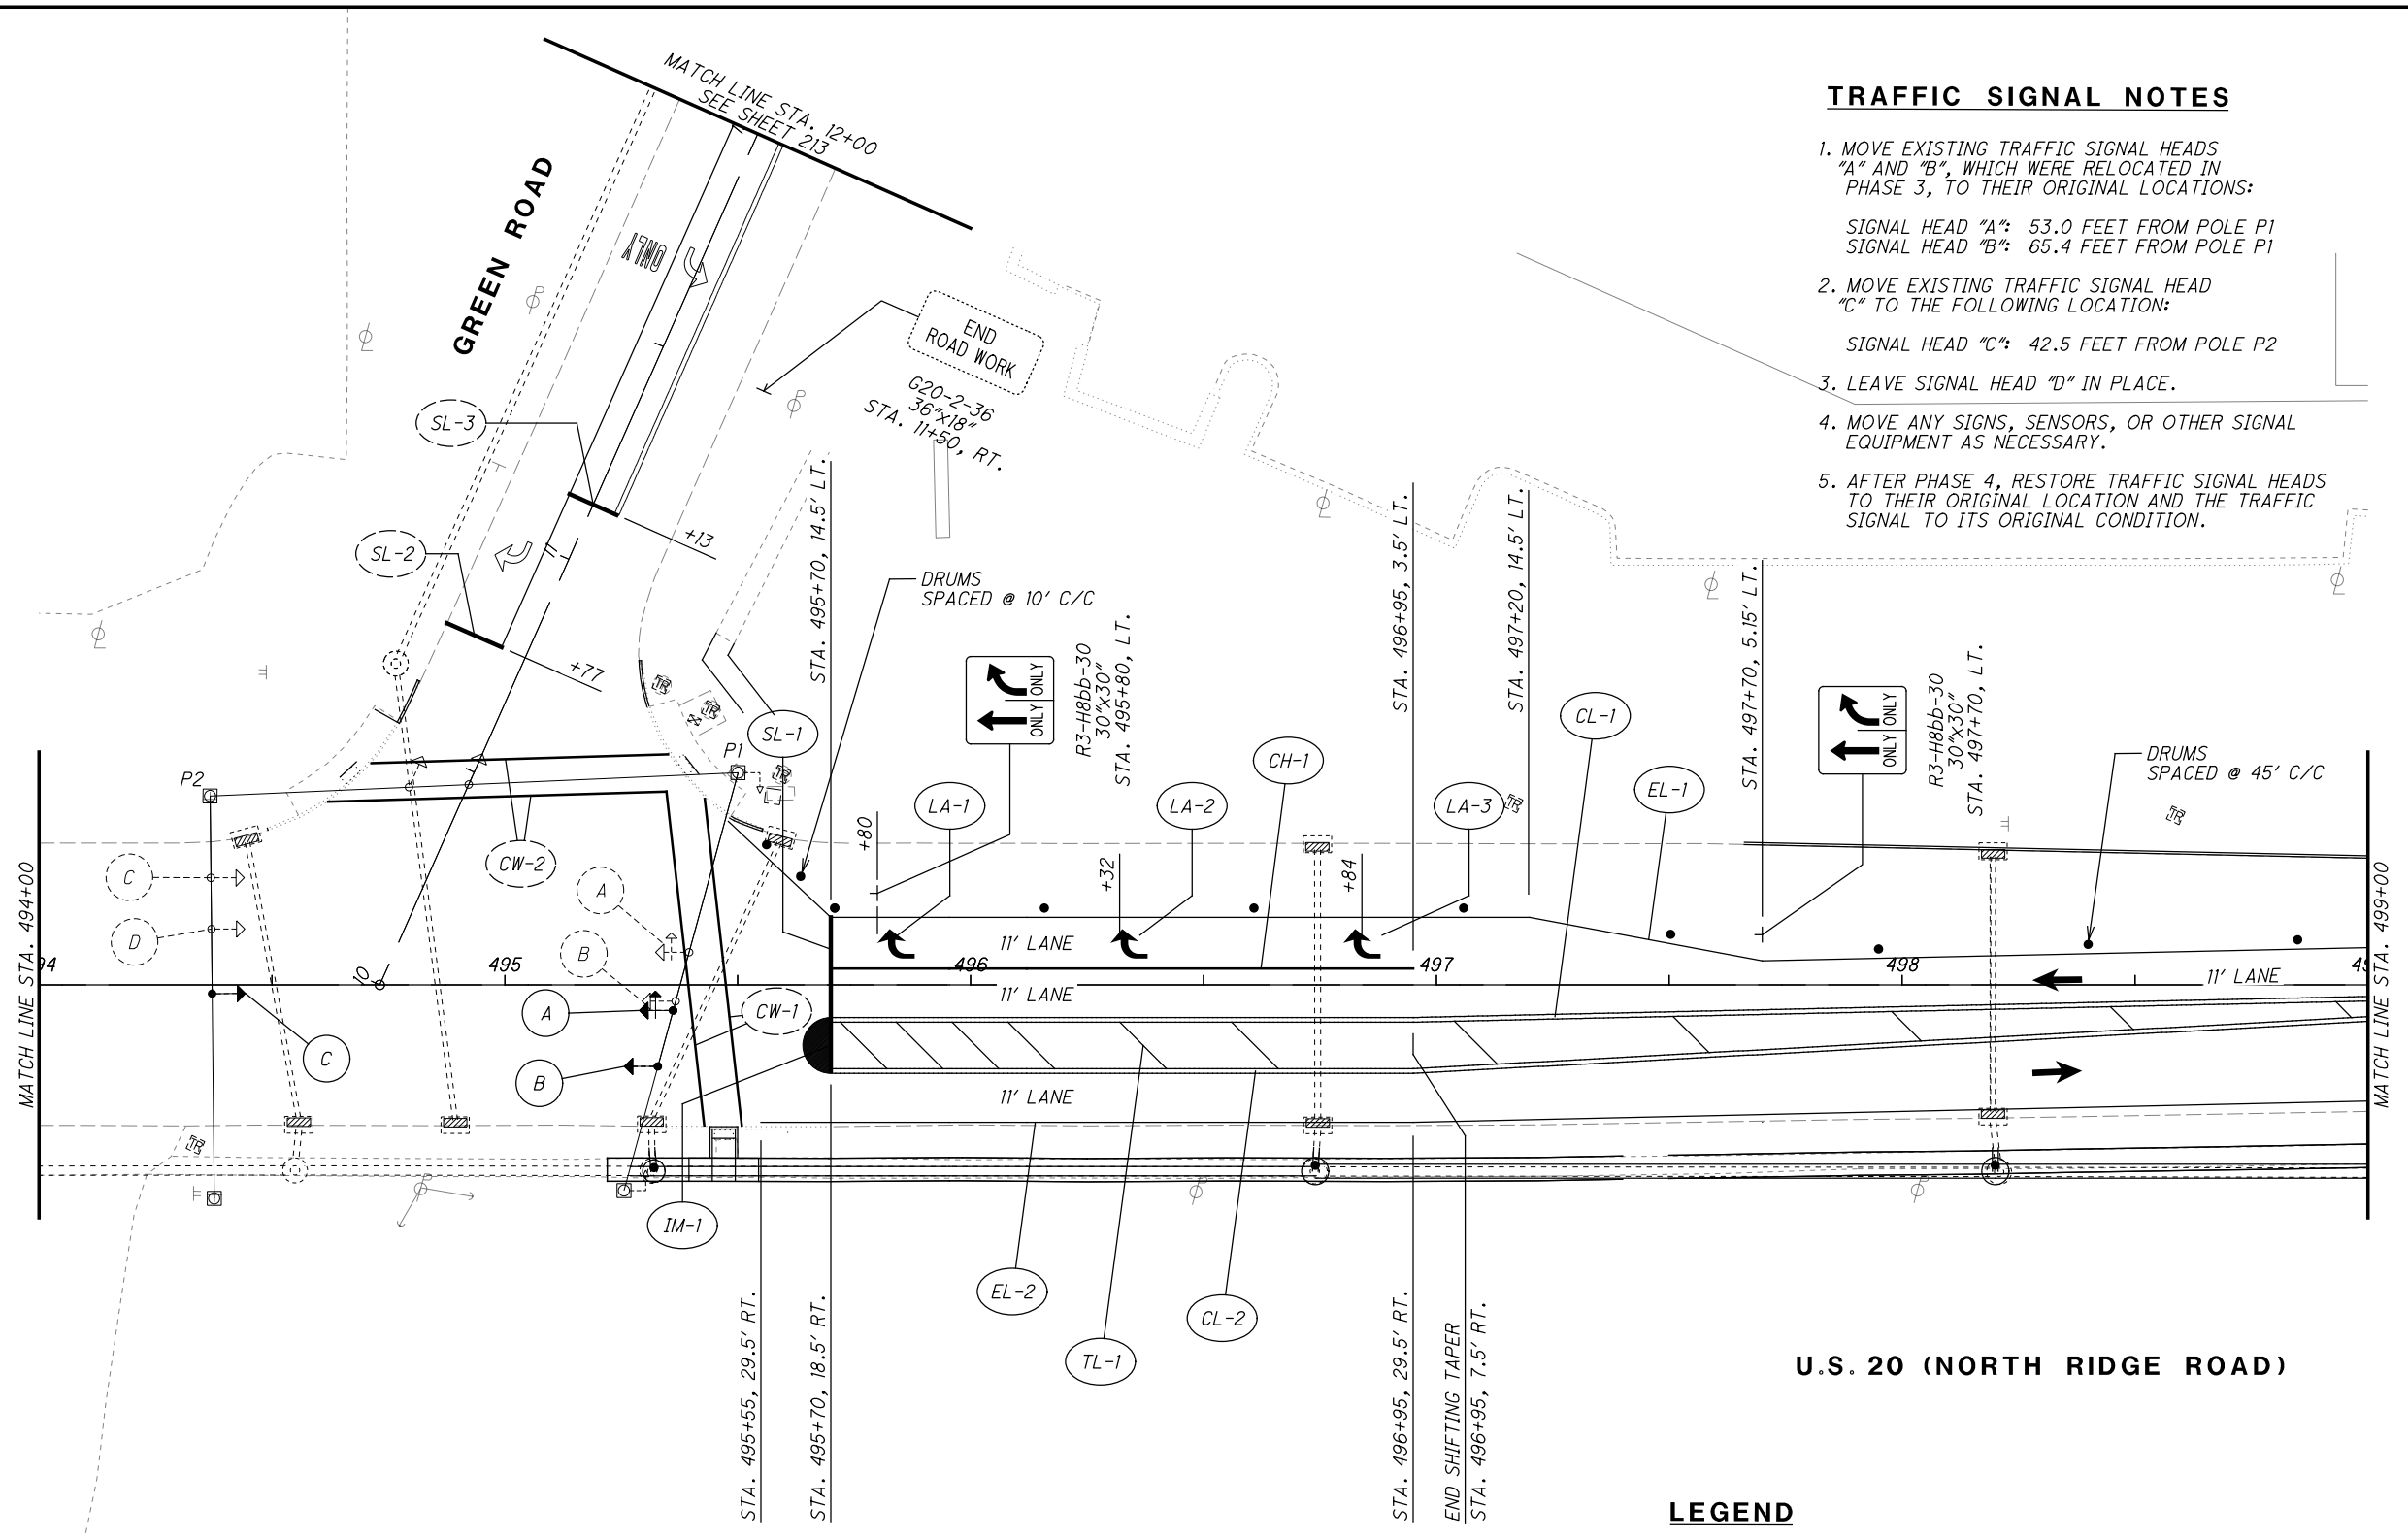 MATCH LINE STA. 12+00
SEE SHEET 213
GREEN ROAD
ONLY
END
ROAD WORK
G20-2-36
36"x18"
STA. 11+50, RT.
SL-3
+13
SL-2
+77
TRAFFIC SIGNAL NOTES
1. MOVE EXISTING TRAFFIC SIGNAL HEADS
"A" AND "B", WHICH WERE RELOCATED IN
PHASE 3, TO THEIR ORIGINAL LOCATIONS:
SIGNAL HEAD "A": 53.0 FEET FROM POLE P1
SIGNAL HEAD "B": 65.4 FEET FROM POLE P1
2. MOVE EXISTING TRAFFIC SIGNAL HEAD
"C" TO THE FOLLOWING LOCATION:
SIGNAL HEAD "C": 42.5 FEET FROM POLE P2
3. LEAVE SIGNAL HEAD "D" IN PLACE.
4. MOVE ANY SIGNS, SENSORS, OR OTHER SIGNAL
EQUIPMENT AS NECESSARY.
5. AFTER PHASE 4, RESTORE TRAFFIC SIGNAL HEADS
TO THEIR ORIGINAL LOCATION AND THE TRAFFIC
SIGNAL TO ITS ORIGINAL CONDITION.
DRUMS
SPACED @ 10' C/C
STA. 495+70, 14.5' LT.
ONLY
ONLY
R3-H8bb-30
30"x30"
STA. 495+80, LT.
STA. 496+95, 3.5' LT.
STA. 497+20, 14.5' LT.
STA. 497+70, 5.15' LT.
ONLY
ONLY
R3-H8bb-30
30"x30"
STA. 497+70, LT.
DRUMS
SPACED @ 45' C/C
SL-1
CL-1
CH-1
EL-1
LA-1
LA-2
LA-3
+80
+32
+84
P1
P2
TR
TR
TR
TR
TR
TR
CW-2
C
D
A
B
A
B
CW-1
C
MATCH LINE STA. 494+00
94
10
495
496
497
498
49
11' LANE
11' LANE
11' LANE
11' LANE
MATCH LINE STA. 499+00
IM-1
EL-2
TL-1
CL-2
STA. 495+55, 29.5' RT.
STA. 495+70, 18.5' RT.
STA. 496+95, 29.5' RT.
END SHIFTING TAPER
STA. 496+95, 7.5' RT.
U.S. 20 (NORTH RIDGE ROAD)
LEGEND